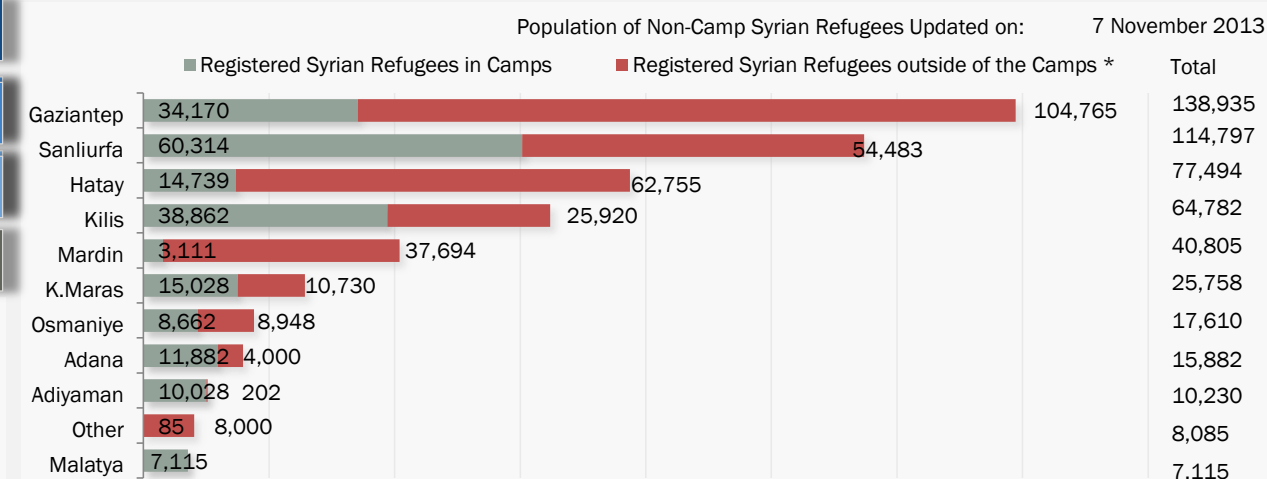 Population of Non-Camp Syrian Refugees Updated on: 7 November 2013
Registered Syrian Refugees in Camps Registered Syrian Refugees outside of the Camps * Total
Gaziantep 34,170 104,765 138,935
Sanliurfa 60,314 54,483 114,797
Hatay 14,739 62,755 77,494
Kilis 38,862 25,920 64,782
Mardin 3,111 37,694 40,805
K.Maras 15,028 10,730 25,758
Osmaniye 8,662 8,948 17,610
Adana 11,882 4,000 15,882
Adiyaman 10,028 202 10,230
Other 85 8,000 8,085
Malatya 7,115 7,115